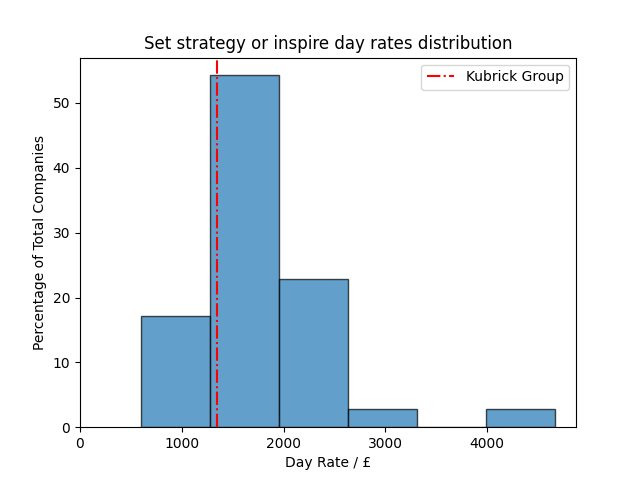 Set strategy or inspire day rates distribution
Kubrick Group
Percentage of Total Companies
50
40
30
20
10
0
0 1000 2000 3000 4000
Day Rate / £